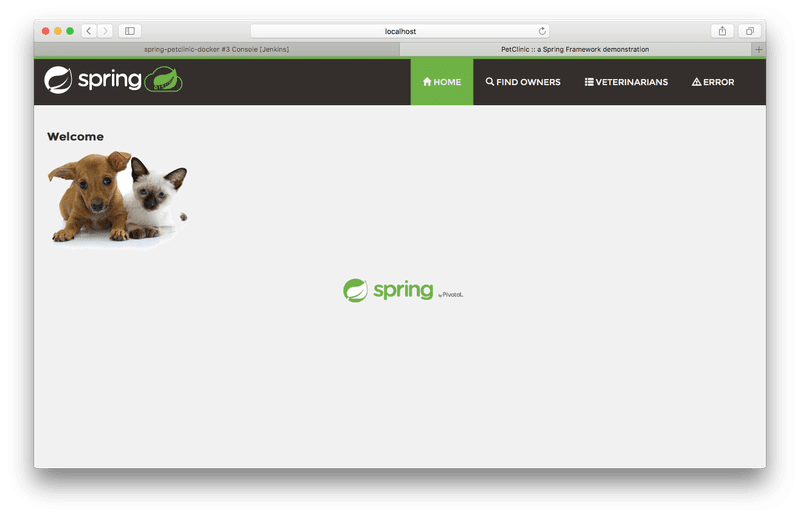 localhost
spring-petclinic-docker #3 Console [Jenkins]
PetClinic :: a Spring Framework demonstration
spring
HOME
FIND OWNERS
VETERINARIANS
ERROR
Welcome
spring by Pivotal.